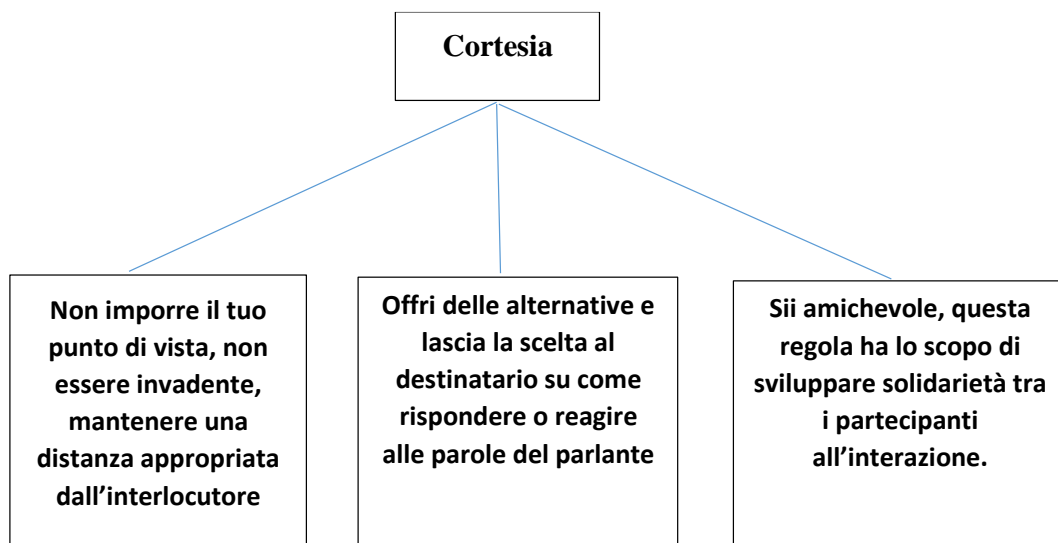 Cortesia
Non imporre il tuo
punto di vista, non
essere invadente,
mantenere una
distanza appropriata
dall’interlocutore
Offri delle alternative e
lascia la scelta al
destinatario su come
rispondere o reagire
alle parole del parlante
Sii amichevole, questa
regola ha lo scopo di
sviluppare solidarietà tra
i partecipanti
all’interazione.